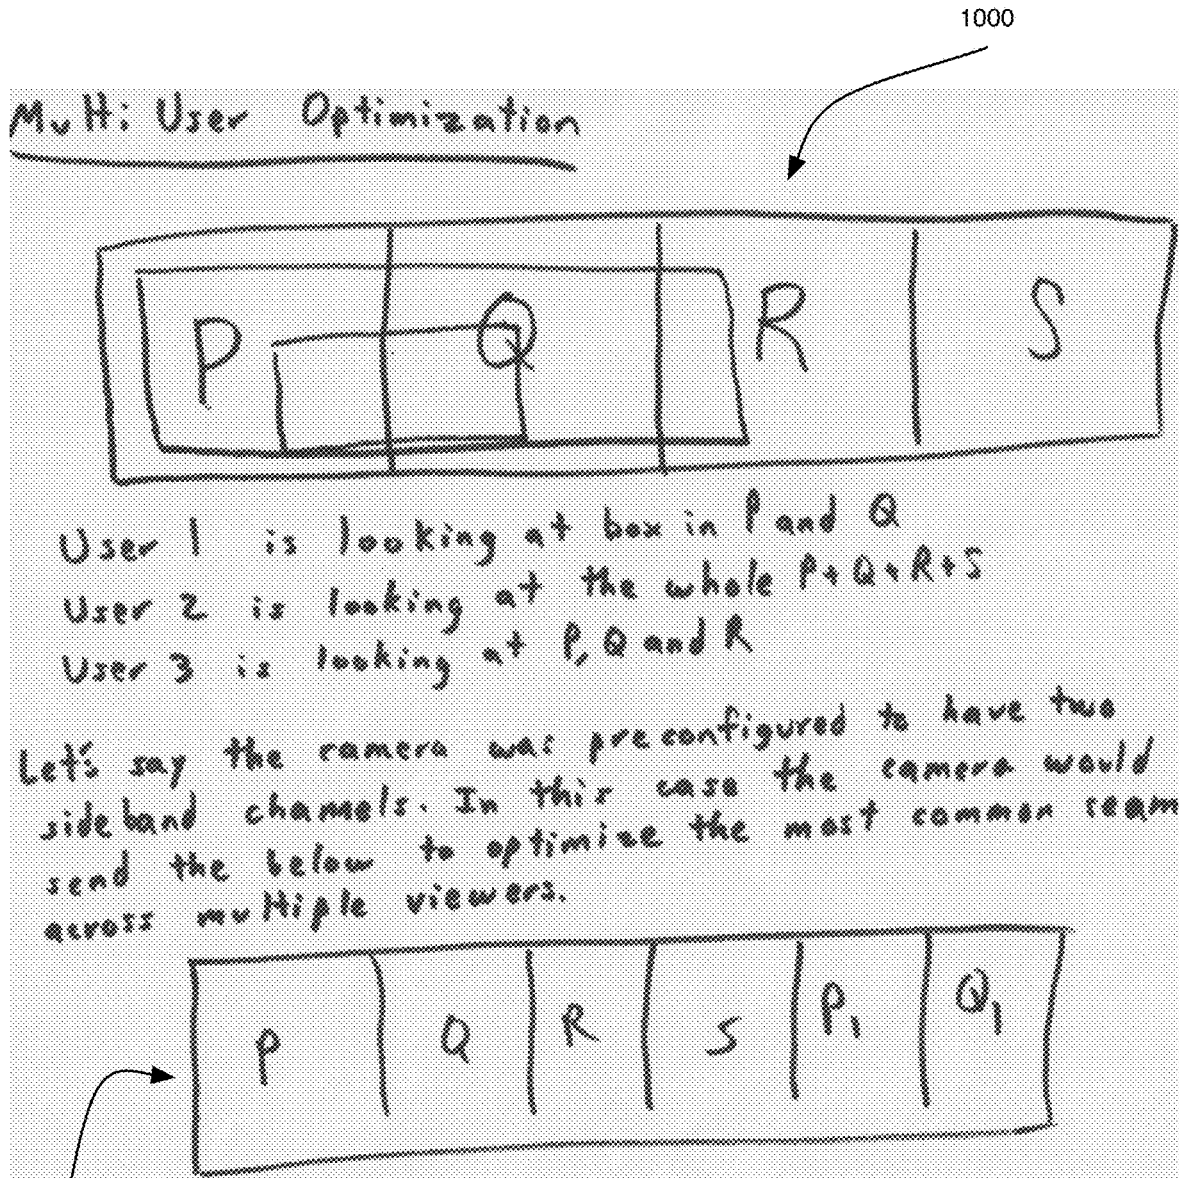 1000
Multi User Optimization
P Q R S
User 1 is looking at box in P and Q
User 2 is looking at the whole P+Q+R+S
User 3 is looking at P, Q and R
Let's say the camera was preconfigured to have two
sideband channels. In this case the camera would
send the below to optimize the most common seam
across multiple viewers.
P Q R S P₁ Q₁